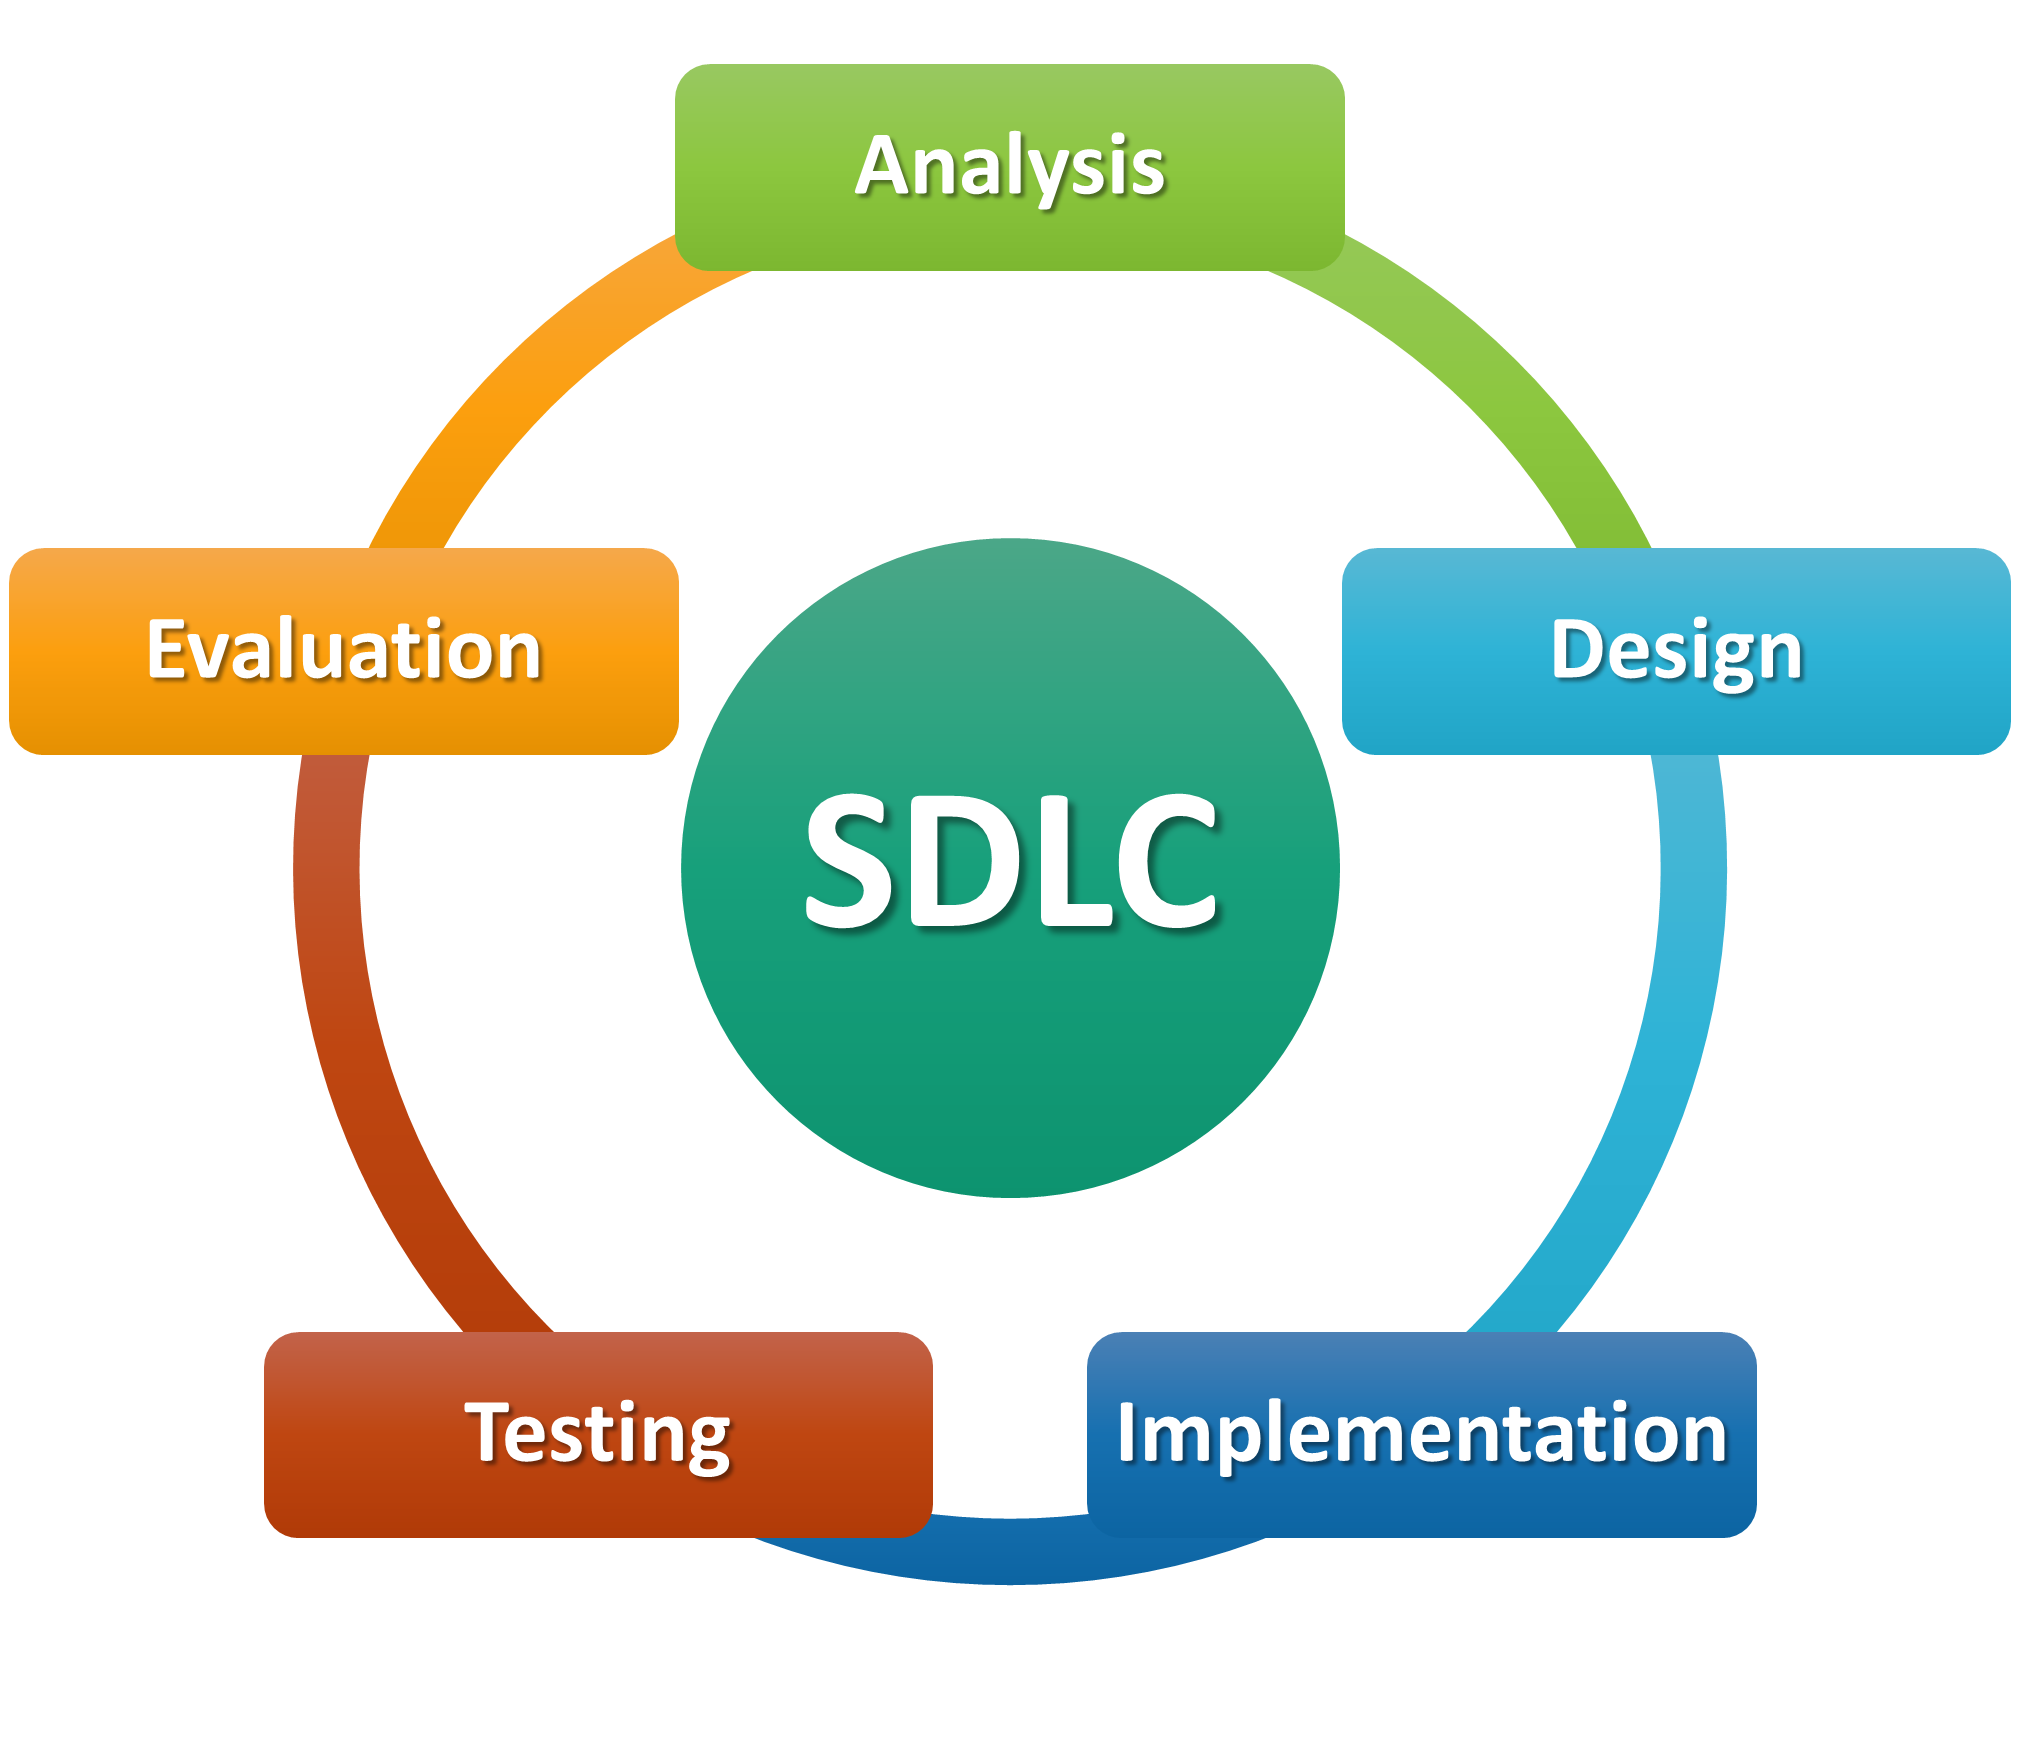 Analysis
Evaluation
Design
SDLC
Testing
Implementation